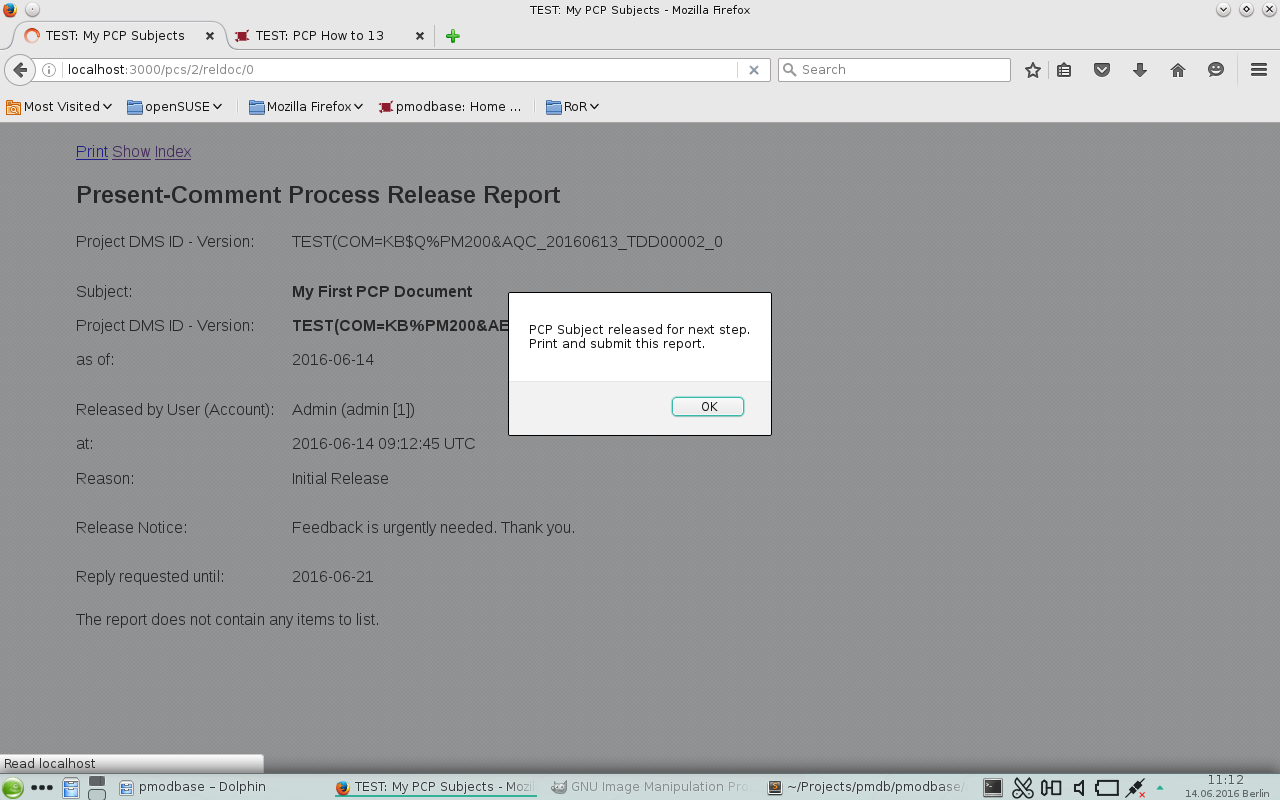 TEST: My PCP Subjects - Mozilla Firefox
TEST: My PCP Subjects
TEST: PCP How to 13
localhost:3000/pcs/2/reldoc/0
Search
Most Visited
openSUSE
Mozilla Firefox
pmodbase: Home ...
RoR
Print Show Index
Present-Comment Process Release Report
Project DMS ID - Version: TEST(COM=KB$Q%PM200&AQC_20160613_TDD00002_0
Subject: My First PCP Document
Project DMS ID - Version: TEST(COM=KB%PM200&AE
as of: 2016-06-14
Released by User (Account): Admin (admin [1])
at: 2016-06-14 09:12:45 UTC
Reason: Initial Release
Release Notice: Feedback is urgently needed. Thank you.
Reply requested until: 2016-06-21
The report does not contain any items to list.
PCP Subject released for next step.
Print and submit this report.
OK
Read localhost
pmodbase – Dolphin
TEST: My PCP Subjects - Mozil
GNU Image Manipulation Pro
~/Projects/pmdb/pmodbase/
11:12
14.06.2016 Berlin